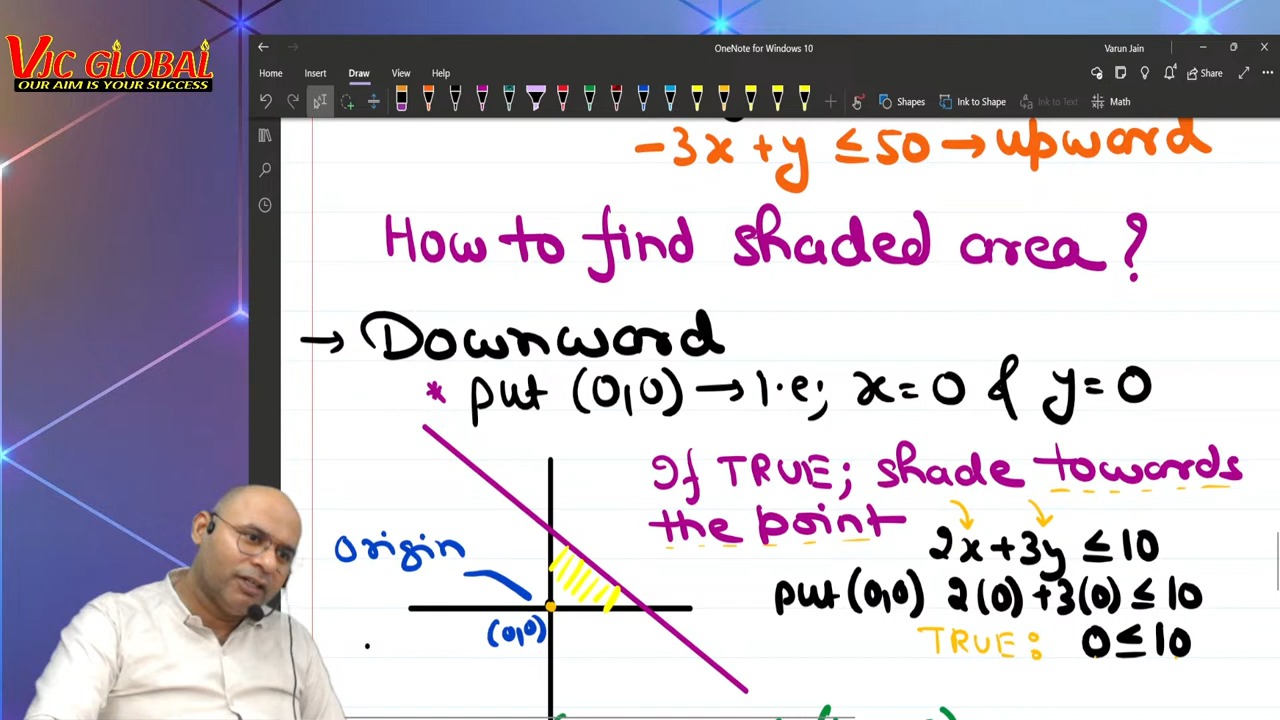 VJC GLOBAL
OUR AIM IS YOUR SUCCESS
OneNote for Windows 10
Varun Jain
Home Insert Draw View Help
Share
Shapes Ink to Shape Ink to Text Math
-3x + y ≤ 50 → upward
How to find shaded area?
→ Downward
* put (0,0) → i.e; x = 0 & y = 0
If TRUE; shade towards
the point
2x + 3y ≤ 10
put (0,0) 2(0) + 3(0) ≤ 10
TRUE: 0 ≤ 10
origin
(0,0)